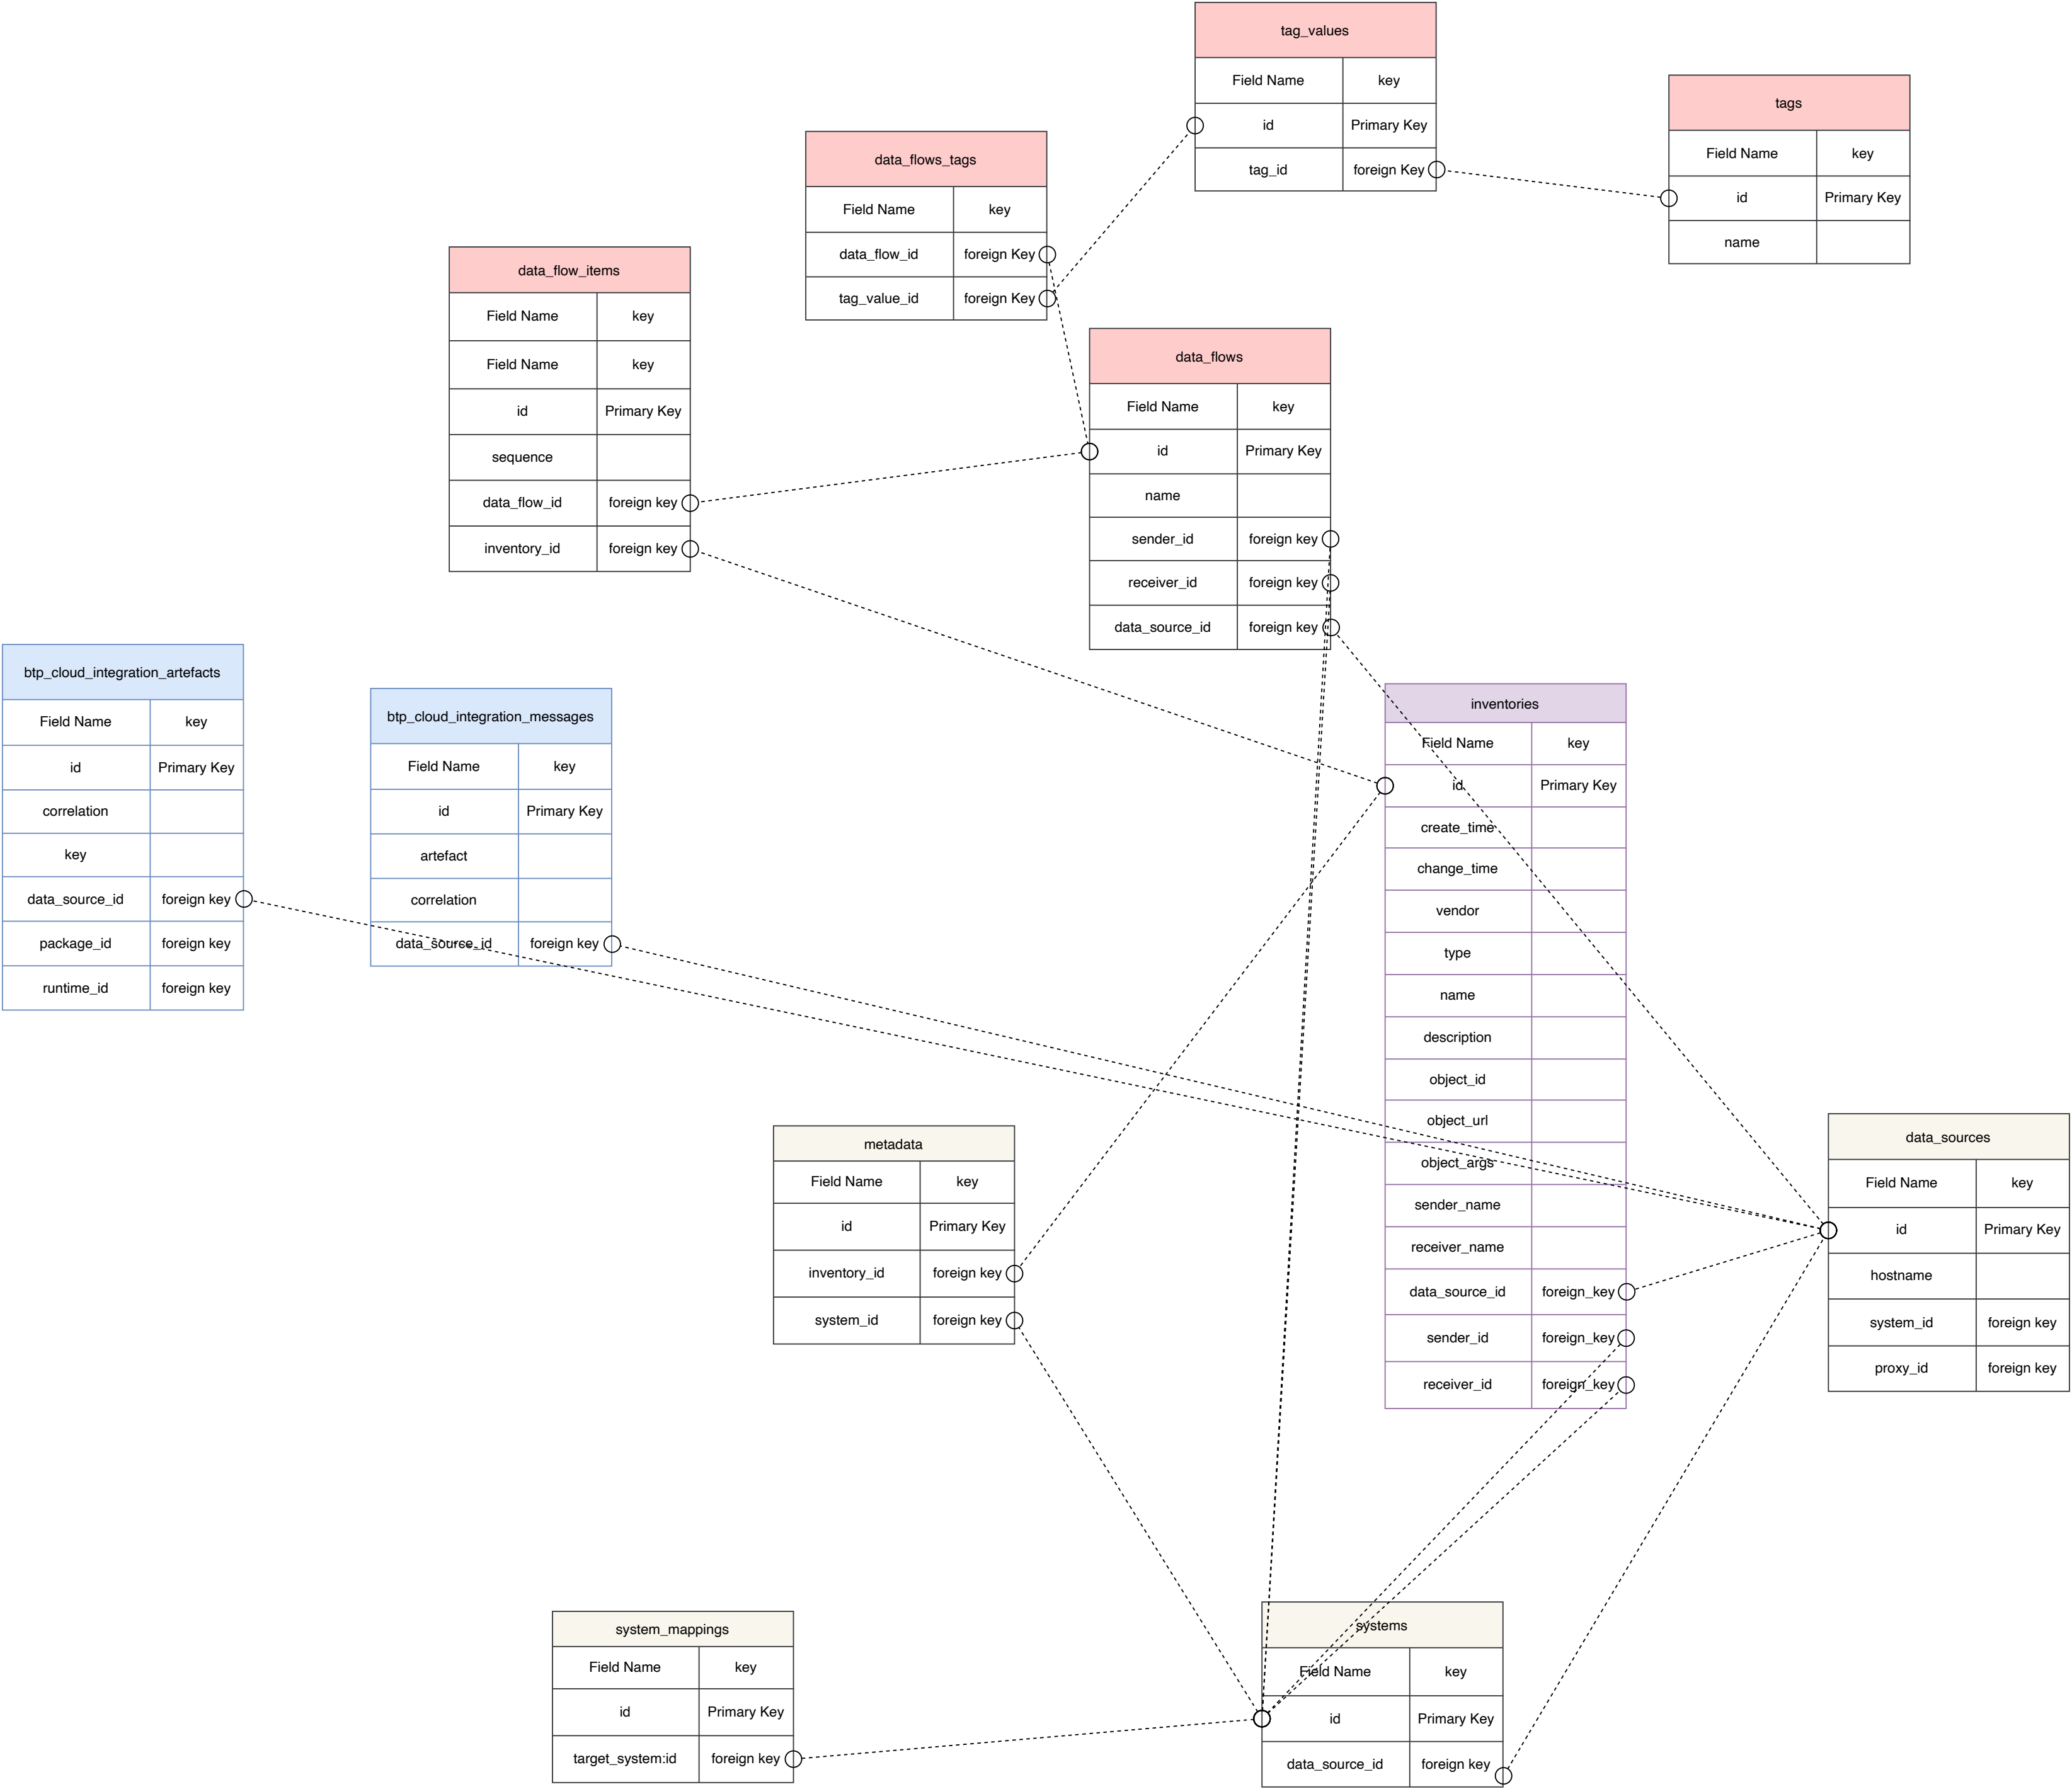 tag_values
Field Name key
id Primary Key
tag_id foreign Key
tags
Field Name key
id Primary Key
name
data_flows_tags
Field Name key
data_flow_id foreign Key
tag_value_id foreign Key
data_flow_items
Field Name key
Field Name key
id Primary Key
sequence
data_flow_id foreign key
inventory_id foreign key
data_flows
Field Name key
id Primary Key
name
sender_id foreign key
receiver_id foreign key
data_source_id foreign key
btp_cloud_integration_artefacts
Field Name key
id Primary Key
correlation
key
data_source_id foreign key
package_id foreign key
runtime_id foreign key
btp_cloud_integration_messages
Field Name key
id Primary Key
artefact
correlation
data_source_id foreign key
inventories
Field Name key
id Primary Key
create_time
change_time
vendor
type
name
description
object_id
object_url
object_args
sender_name
receiver_name
data_source_id foreign_key
sender_id foreign_key
receiver_id foreign_key
metadata
Field Name key
id Primary Key
inventory_id foreign key
system_id foreign key
data_sources
Field Name key
id Primary Key
hostname
system_id foreign key
proxy_id foreign key
system_mappings
Field Name key
id Primary Key
target_system:id foreign key
systems
Field Name key
id Primary Key
data_source_id foreign key